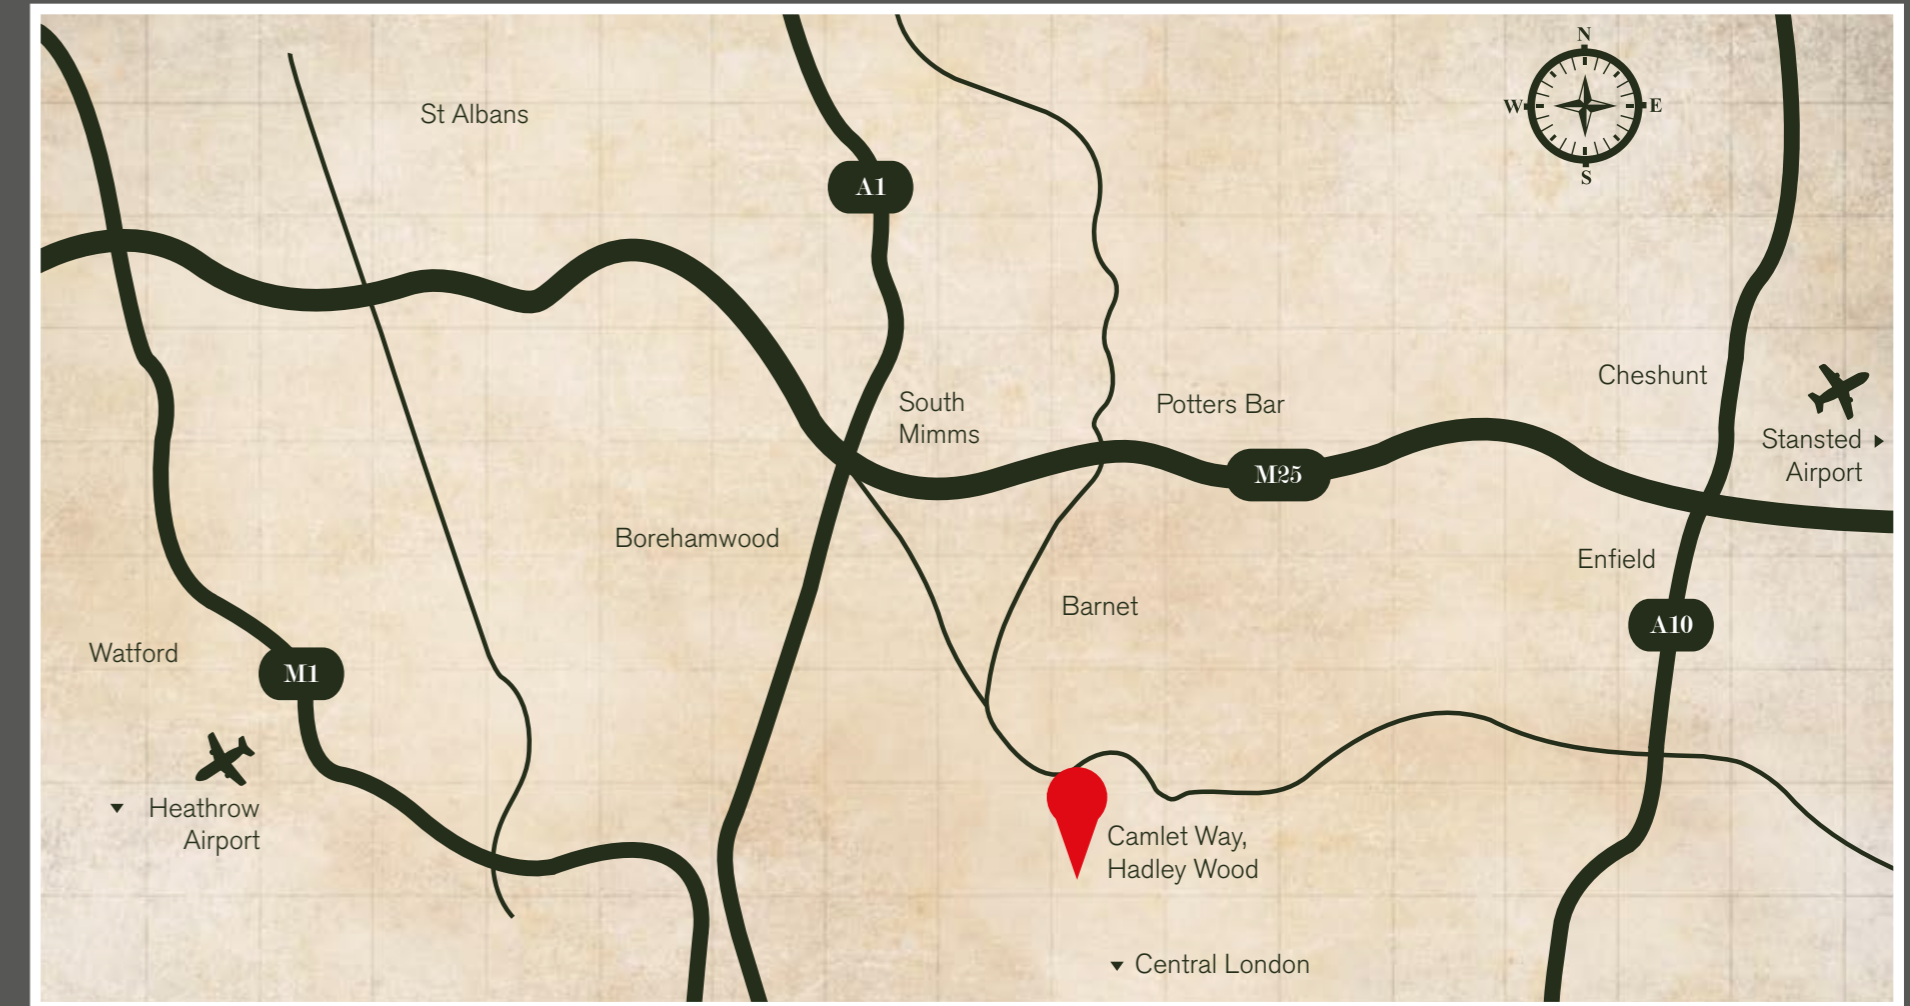 N
W
E
S
St Albans
A1
Cheshunt
South
Mimms
Potters Bar
Stansted
Airport
M25
Borehamwood
Enfield
Barnet
A10
Watford
M1
Heathrow
Airport
Camlet Way,
Hadley Wood
Central London